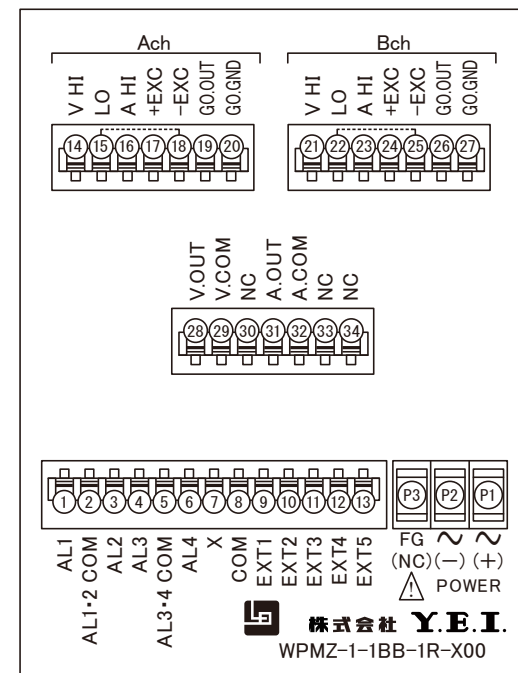 Ach Bch
V HI LO A HI +EXC -EXC GO.OUT GO.GND V HI LO A HI +EXC -EXC GO.OUT GO.GND
14 15 16 17 18 19 20 21 22 23 24 25 26 27
V.OUT V.COM NC A.OUT A.COM NC NC
28 29 30 31 32 33 34
1 2 3 4 5 6 7 8 9 10 11 12 13 P3 P2 P1
AL1 AL1・2 COM AL2 AL3 AL3・4 COM AL4 X COM EXT1 EXT2 EXT3 EXT4 EXT5 FG ~ ~
(NC) (-) (+)
⚠ POWER
株式会社 Y.E.I.
WPMZ-1-1BB-1R-X00